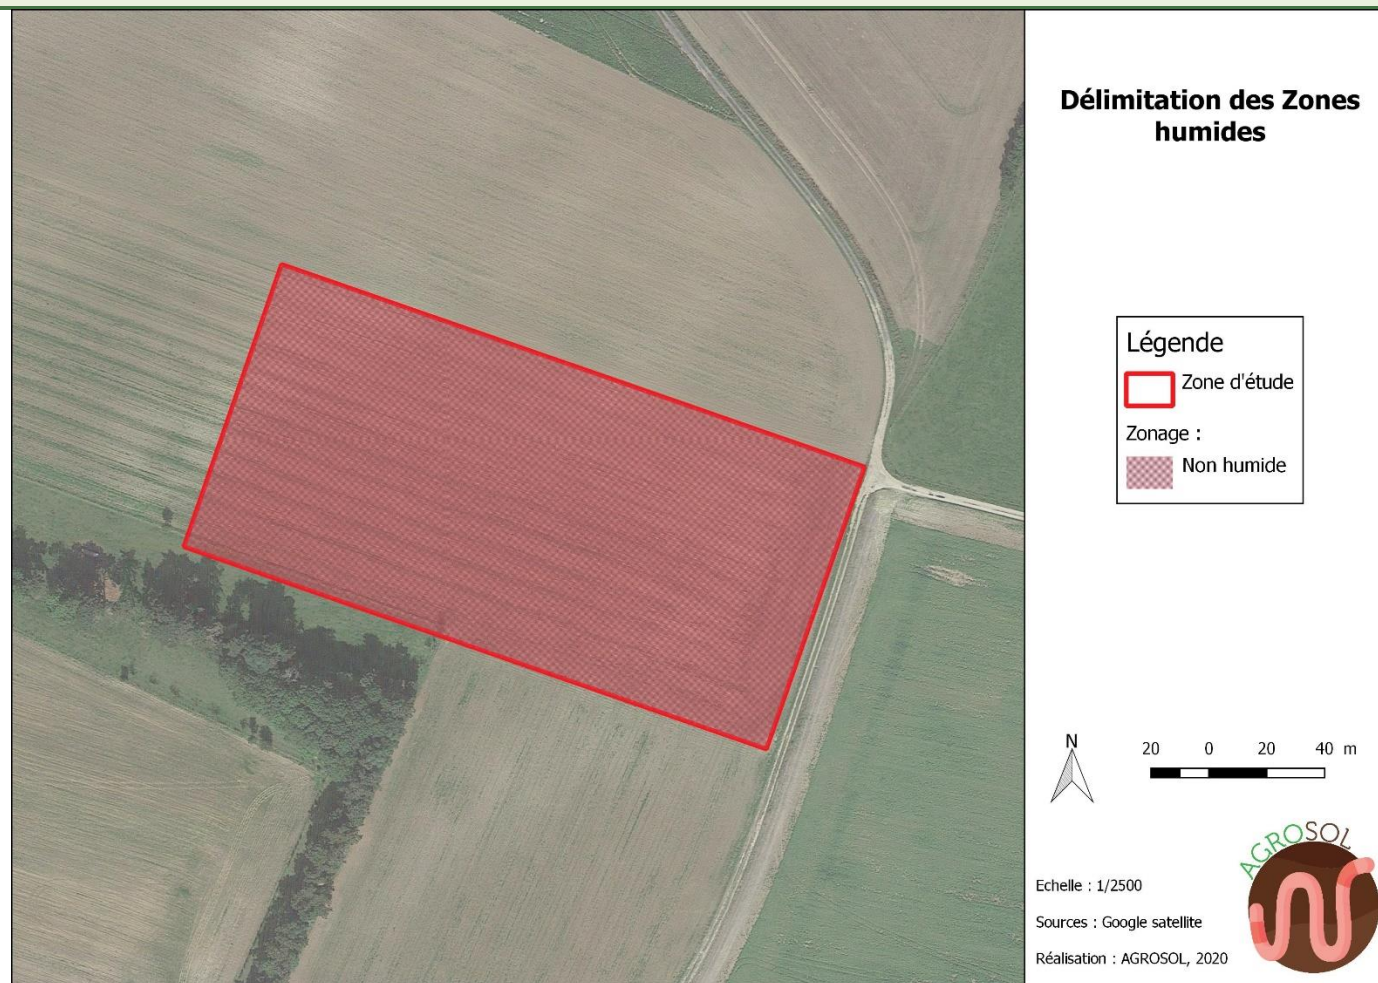 Délimitation des Zones
humides
Légende
Zone d'étude
Zonage :
Non humide
N
20 0 20 40 m
AGROSOL
Echelle : 1/2500
Sources : Google satellite
Réalisation : AGROSOL, 2020